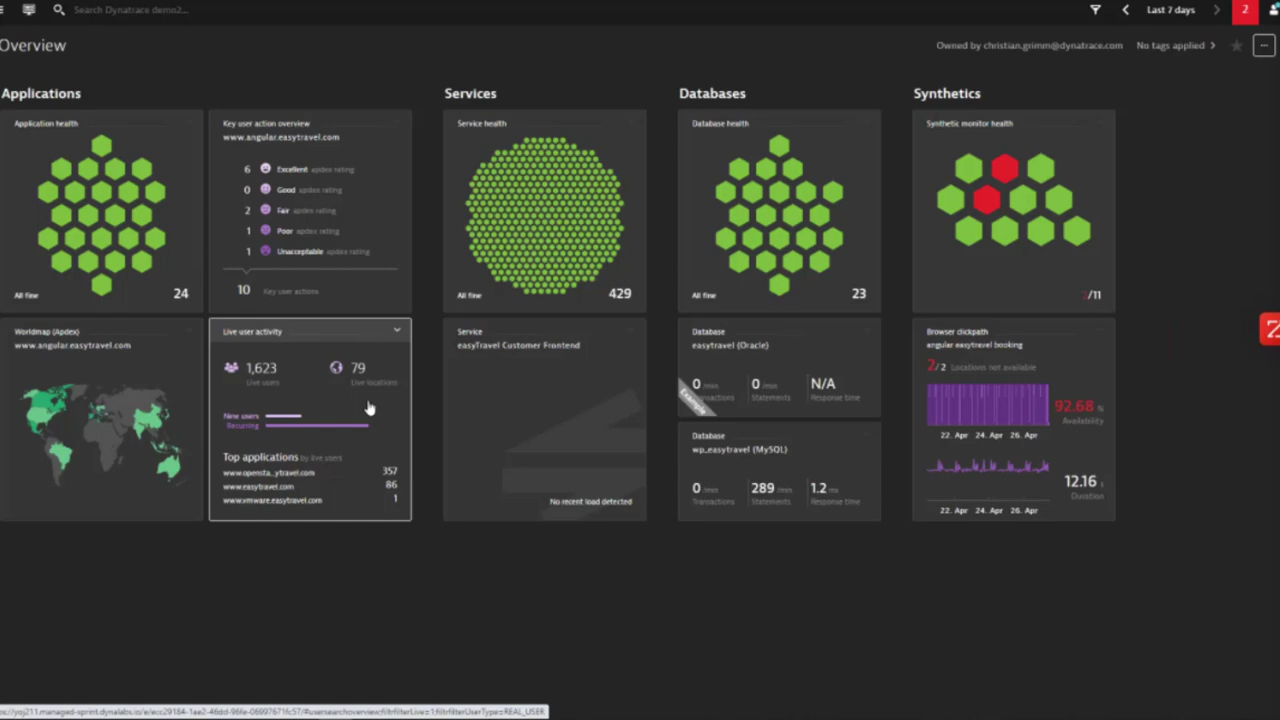 Search Dynatrace demo2...
Last 7 days
2
Overview
Owned by christian.grimm@dynatrace.com
No tags applied
Applications
Services
Databases
Synthetics
Application health
All fine
24
Key user action overview
www.angular.easytravel.com
6 Excellent apdex rating
0 Good apdex rating
2 Fair apdex rating
1 Poor apdex rating
1 Unacceptable apdex rating
10 Key user actions
Service health
All fine
429
Database health
All fine
23
Synthetic monitor health
2/11
Worldmap (Apdex)
www.angular.easytravel.com
Live user activity
1,623
Live users
79
Live locations
New users
Recurring
Top applications by live users
www.opensta...ytravel.com 357
www.easytravel.com 86
www.vmware.easytravel.com 1
Service
easyTravel Customer Frontend
No recent load detected
Database
easytravel (Oracle)
0 /min
Transactions
0 /min
Statements
N/A
Response time
Example
Database
wp_easytravel (MySQL)
0 /min
Transactions
289 /min
Statements
1.2 ms
Response time
Browser clickpath
angular easytravel booking
2/2 Locations not available
92.68 %
Availability
22. Apr 24. Apr 26. Apr
12.16 s
Duration
22. Apr 24. Apr 26. Apr